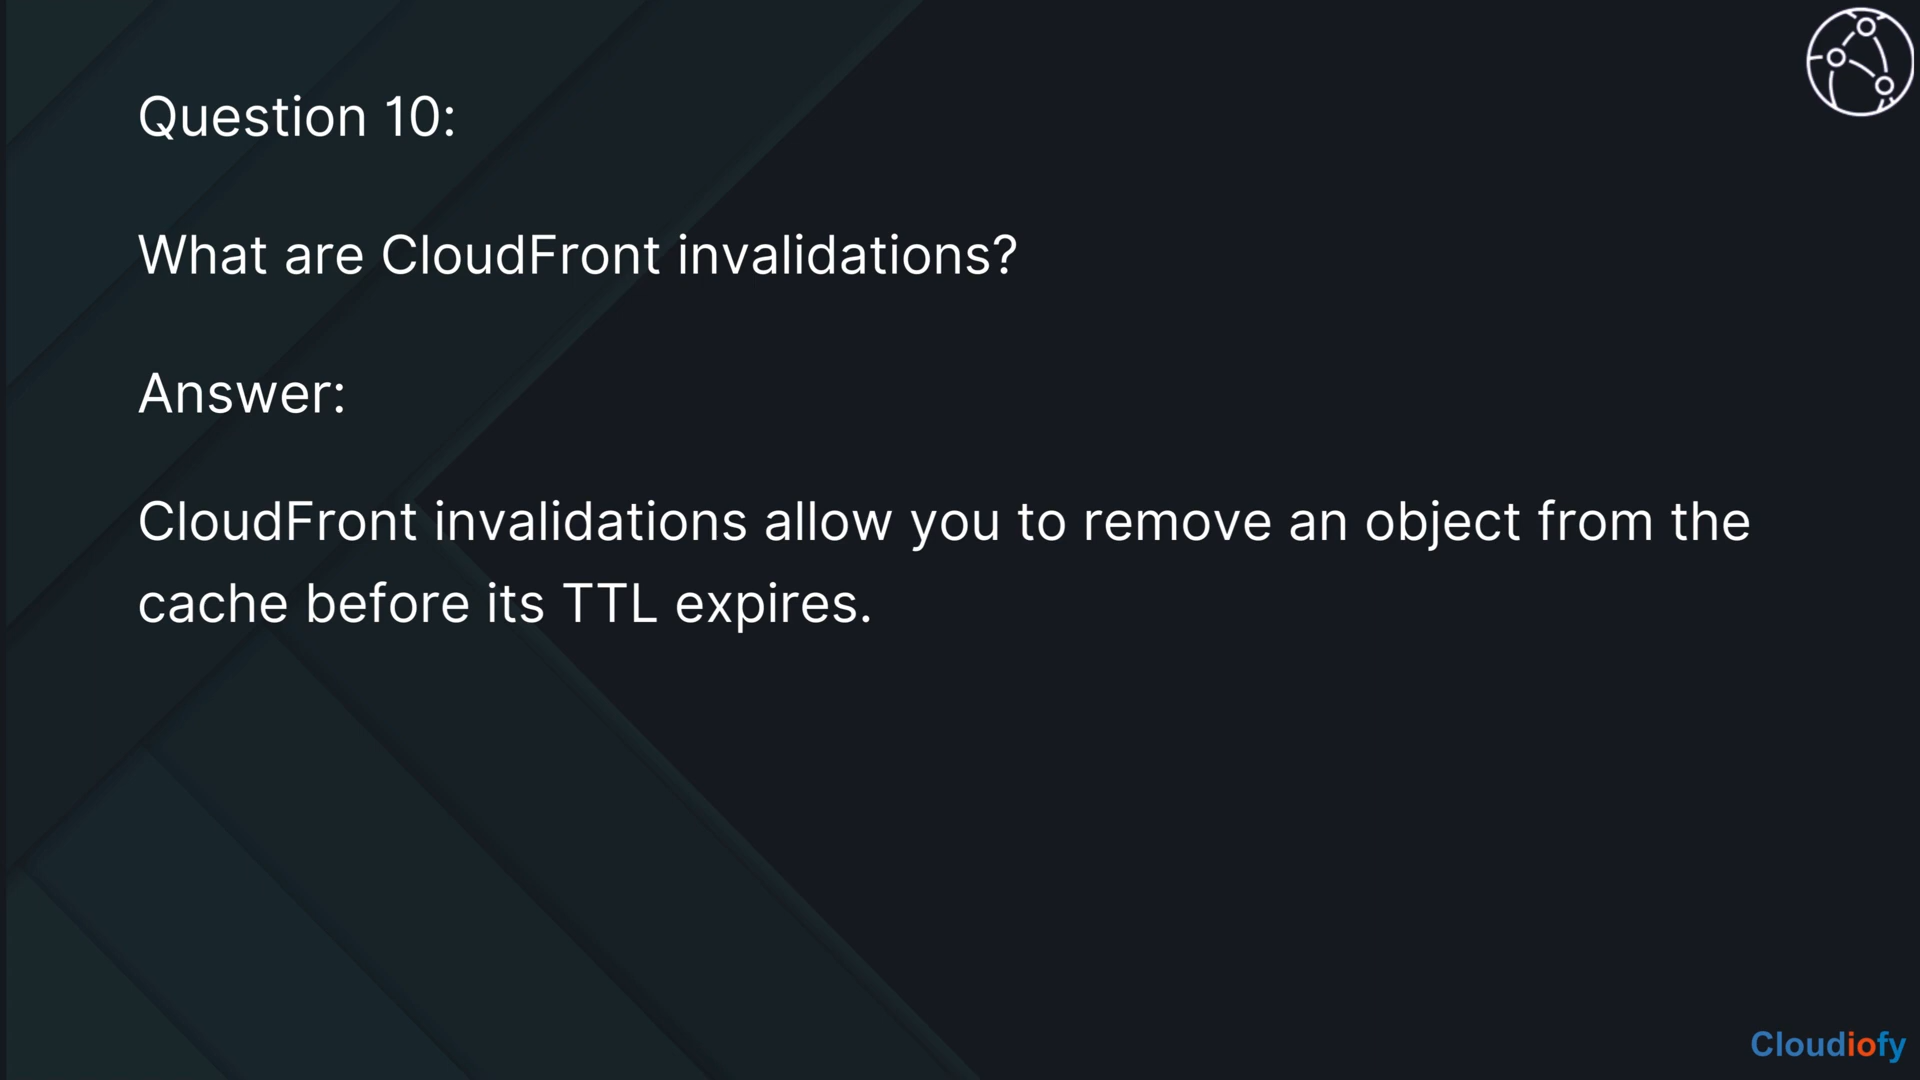 Question 10:
What are CloudFront invalidations?
Answer:
CloudFront invalidations allow you to remove an object from the
cache before its TTL expires.
Cloudiofy